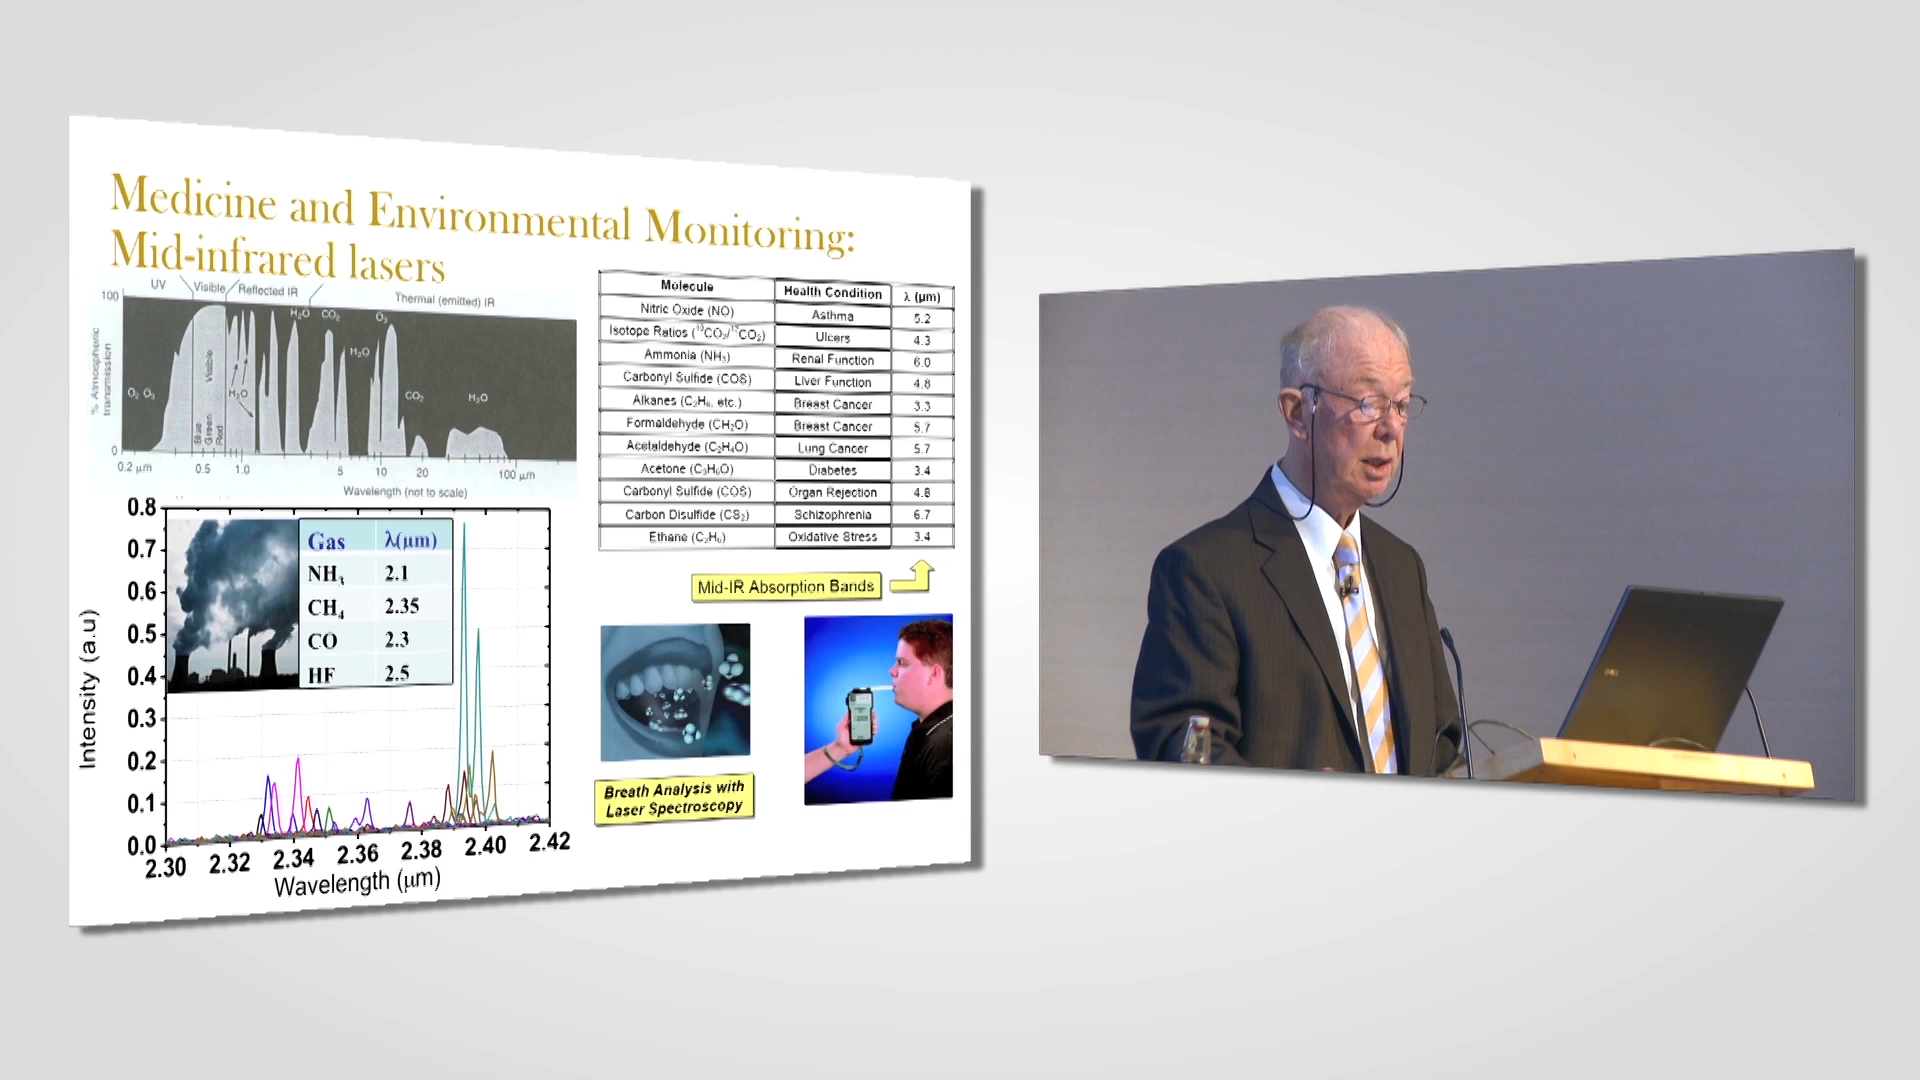 Medicine and Environmental Monitoring:
Mid-infrared lasers
UV Visible Reflected IR Thermal (emitted) IR
100
H₂O CO₂ O₃
H₂O
% Atmospheric transmission
Visible
O₂ O₃ H₂O CO₂ H₂O
Blue
Green
Red
0
0.2 μm 0.5 1.0 5 10 20 100 μm
Wavelength (not to scale)
Molecule Health Condition λ (μm)
Nitric Oxide (NO) Asthma 5.2
Isotope Ratios (¹³CO₂/¹²CO₂) Ulcers 4.3
Ammonia (NH₃) Renal Function 6.0
Carbonyl Sulfide (COS) Liver Function 4.8
Alkanes (C₂H₆, etc.) Breast Cancer 3.3
Formaldehyde (CH₂O) Breast Cancer 5.7
Acetaldehyde (C₂H₄O) Lung Cancer 5.7
Acetone (C₃H₆O) Diabetes 3.4
Carbonyl Sulfide (COS) Organ Rejection 4.8
Carbon Disulfide (CS₂) Schizophrenia 6.7
Ethane (C₂H₆) Oxidative Stress 3.4
Mid-IR Absorption Bands
Breath Analysis with
Laser Spectroscopy
Gas λ(μm)
NH₃ 2.1
CH₄ 2.35
CO 2.3
HF 2.5
Intensity (a.u)
0.8
0.7
0.6
0.5
0.4
0.3
0.2
0.1
0.0
2.30 2.32 2.34 2.36 2.38 2.40 2.42
Wavelength (μm)